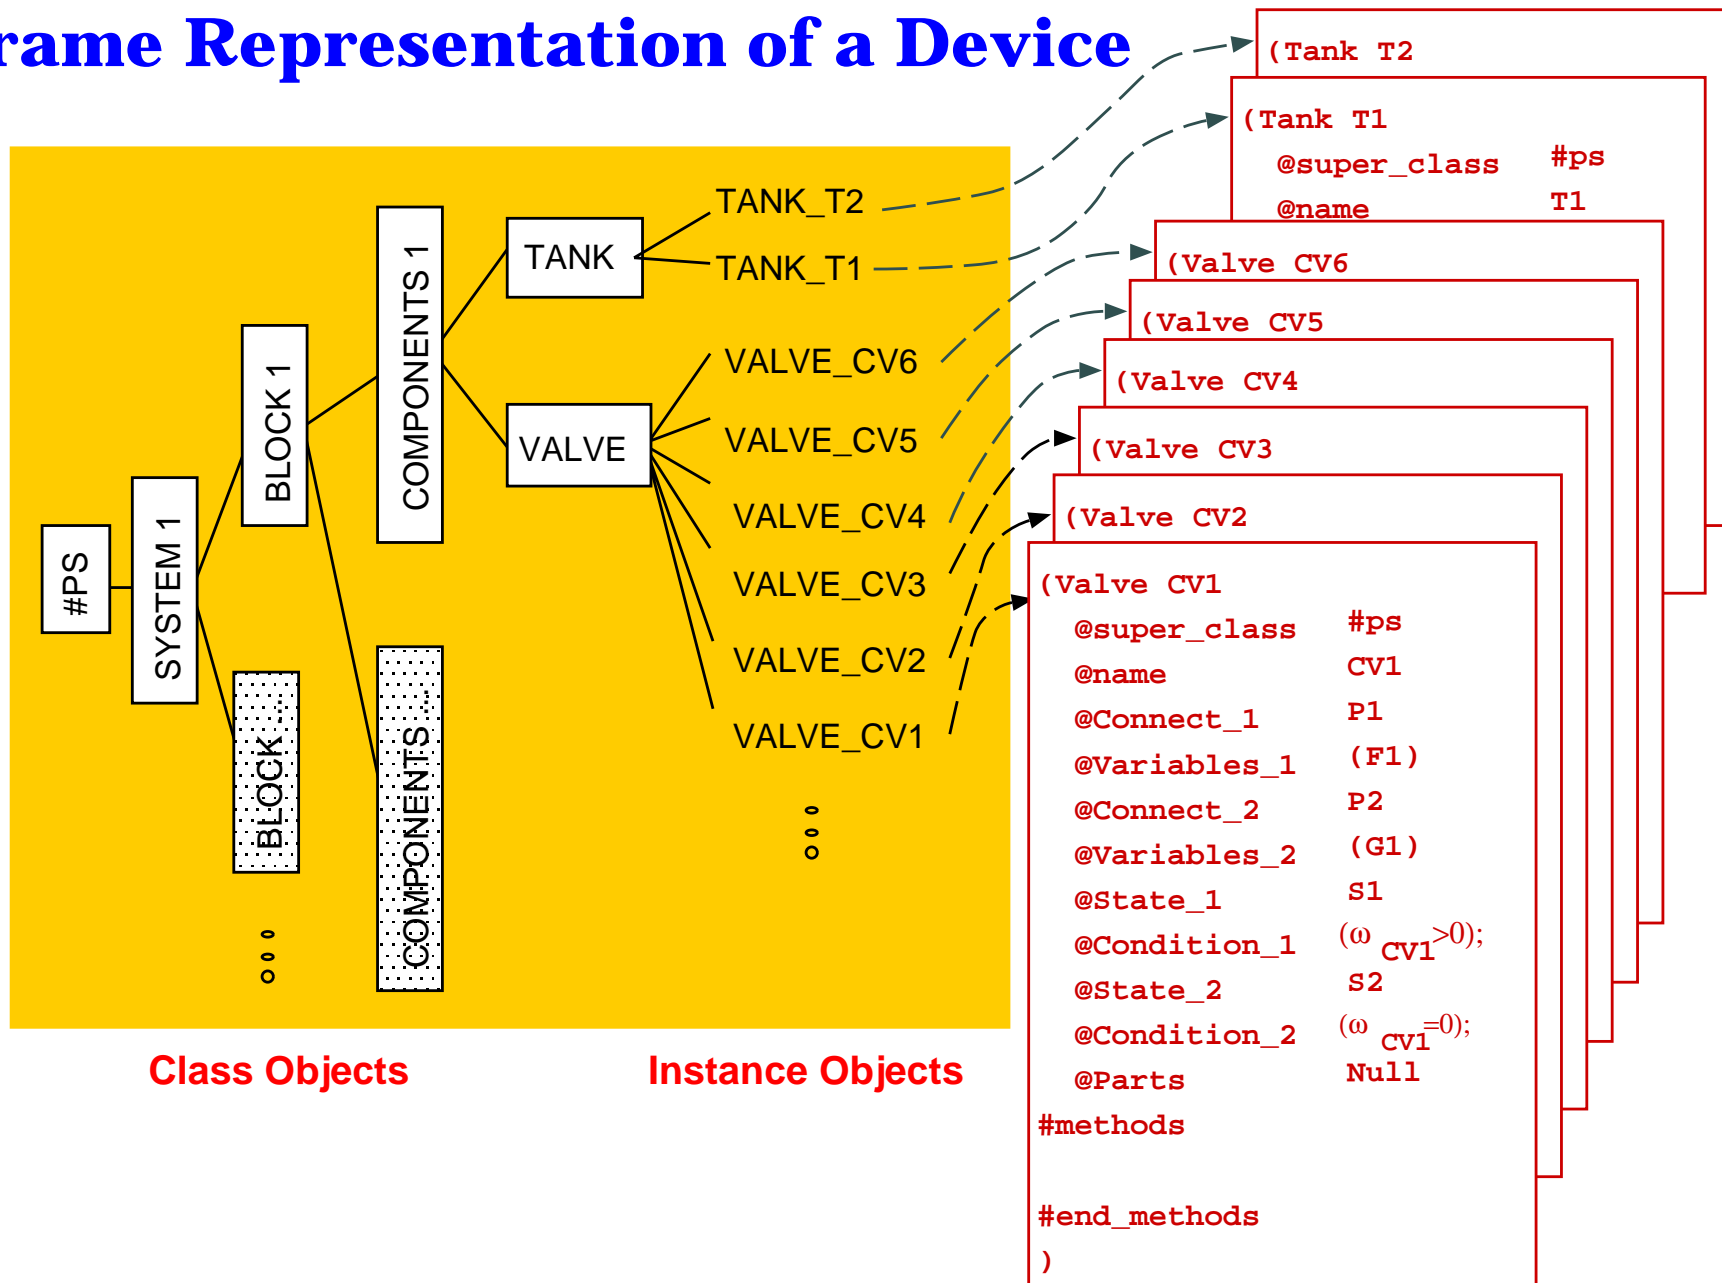 rame Representation of a Device
#PS
SYSTEM 1
BLOCK 1
BLOCK ...
COMPONENTS 1
COMPONENTS ...
TANK
VALVE
TANK_T2
TANK_T1
VALVE_CV6
VALVE_CV5
VALVE_CV4
VALVE_CV3
VALVE_CV2
VALVE_CV1
Class Objects
Instance Objects
(Tank T2
(Tank T1
@super_class #ps
@name T1
(Valve CV6
(Valve CV5
(Valve CV4
(Valve CV3
(Valve CV2
(Valve CV1
@super_class #ps
@name CV1
@Connect_1 P1
@Variables_1 (F1)
@Connect_2 P2
@Variables_2 (G1)
@State_1 S1
@Condition_1 (ω CV1>0);
@State_2 S2
@Condition_2 (ω CV1=0);
@Parts Null
#methods
#end_methods
)